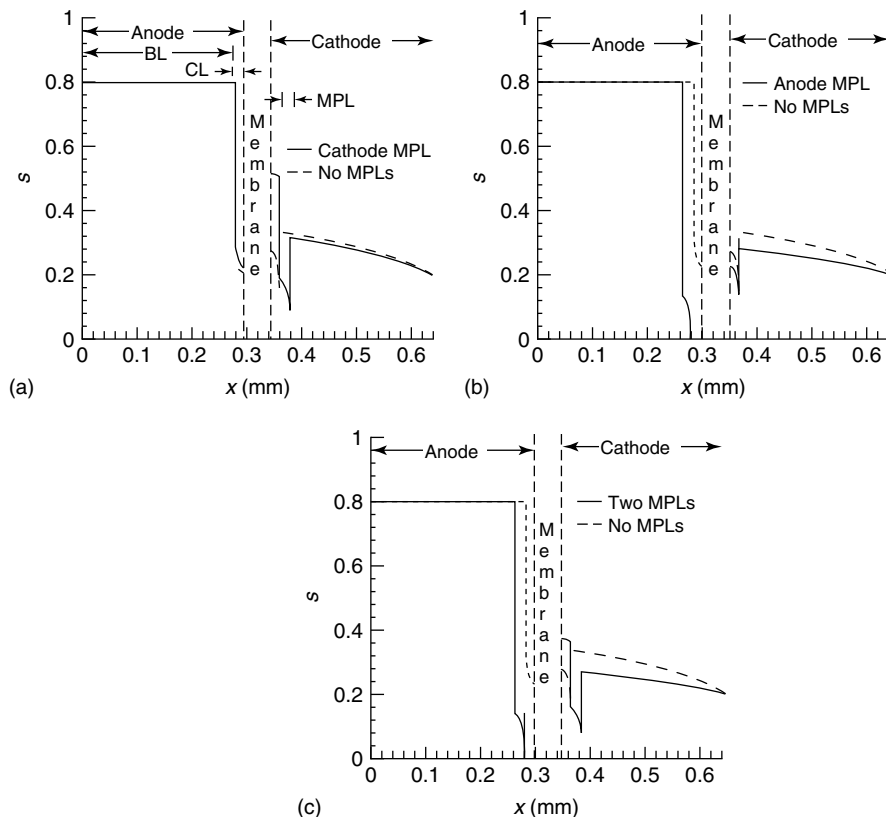 1
0.8
0.6
0.4
0.2
0
s
Anode
BL
CL
Cathode
MPL
Membrane
Cathode MPL
No MPLs
0 0.1 0.2 0.3 0.4 0.5 0.6
x (mm)
(a)
1
0.8
0.6
0.4
0.2
0
s
Anode
Cathode
Membrane
Anode MPL
No MPLs
0 0.1 0.2 0.3 0.4 0.5 0.6
x (mm)
(b)
1
0.8
0.6
0.4
0.2
0
s
Anode
Cathode
Membrane
Two MPLs
No MPLs
0 0.1 0.2 0.3 0.4 0.5 0.6
x (mm)
(c)